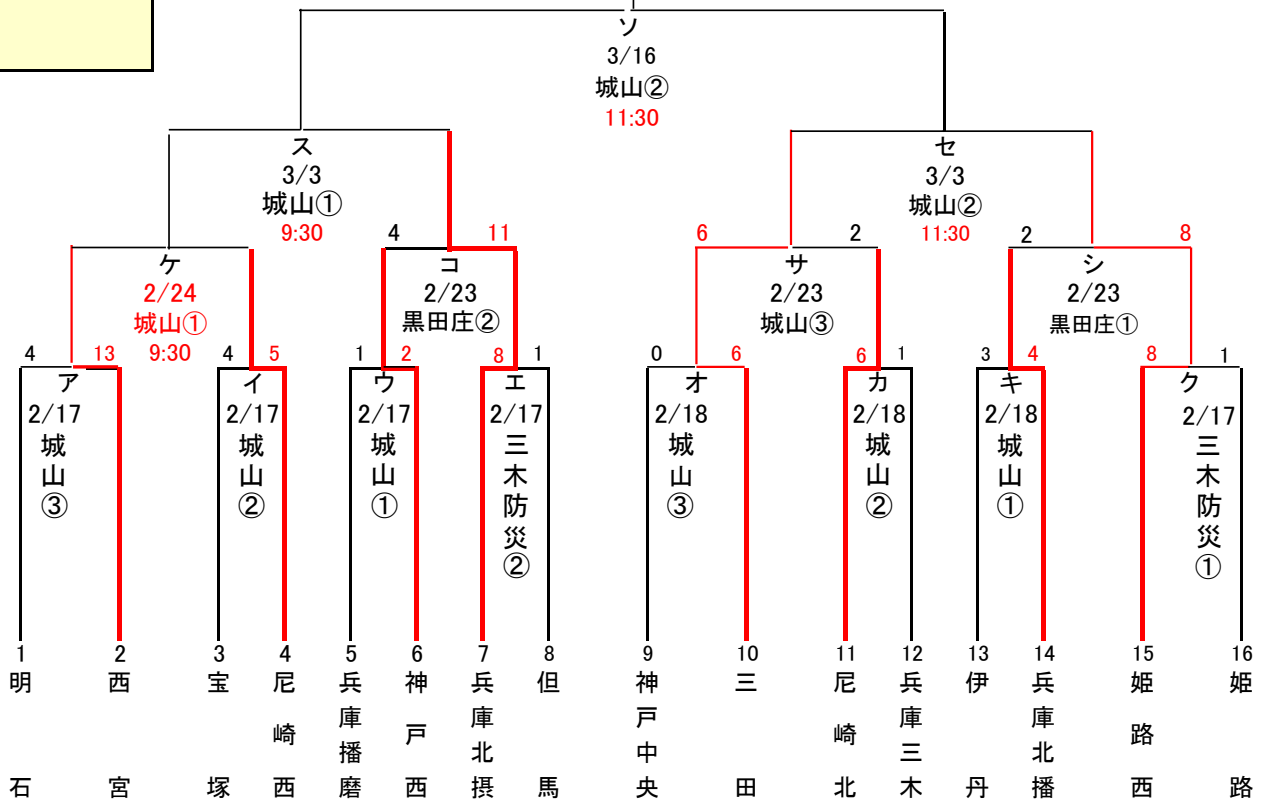 ソ
3/16
城山②
11:30
ス
3/3
城山①
9:30
セ
3/3
城山②
11:30
4 11
6 2
2 8
ケ
2/24
城山①
9:30
コ
2/23
黒田庄②
サ
2/23
城山③
シ
2/23
黒田庄①
4 13
4 5
1 2
8 1
0 6
6 1
3 4
8 1
ア
2/17
城山③
イ
2/17
城山②
ウ
2/17
城山①
エ
2/17
三木防災②
オ
2/18
城山③
カ
2/18
城山②
キ
2/18
城山①
ク
2/17
三木防災①
1
明石
2
西宮
3
宝塚
4
尼崎西
5
兵庫播磨
6
神戸西
7
兵庫北摂
8
但馬
9
神戸中央
10
三田
11
尼崎北
12
兵庫三木
13
伊丹
14
兵庫北播
15
姫路西
16
姫路